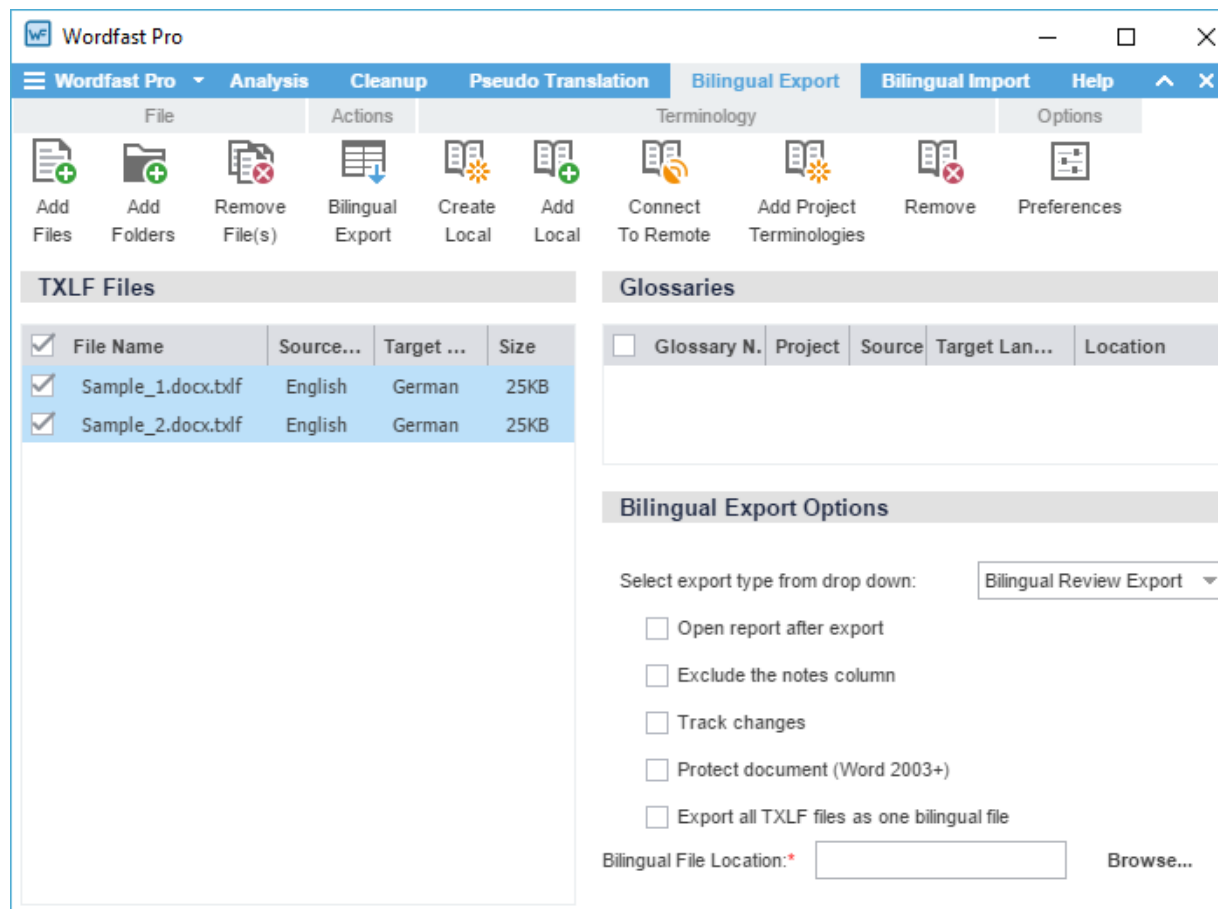 WF Wordfast Pro
Wordfast Pro Analysis Cleanup Pseudo Translation Bilingual Export Bilingual Import Help
File Actions Terminology Options
Add Files
Add Folders
Remove File(s)
Bilingual Export
Create Local
Add Local
Connect To Remote
Add Project Terminologies
Remove
Preferences
TXLF Files
File Name Source... Target ... Size
Sample_1.docx.txlf English German 25KB
Sample_2.docx.txlf English German 25KB
Glossaries
Glossary N. Project Source Target Lan... Location
Bilingual Export Options
Select export type from drop down: Bilingual Review Export
Open report after export
Exclude the notes column
Track changes
Protect document (Word 2003+)
Export all TXLF files as one bilingual file
Bilingual File Location:* Browse...